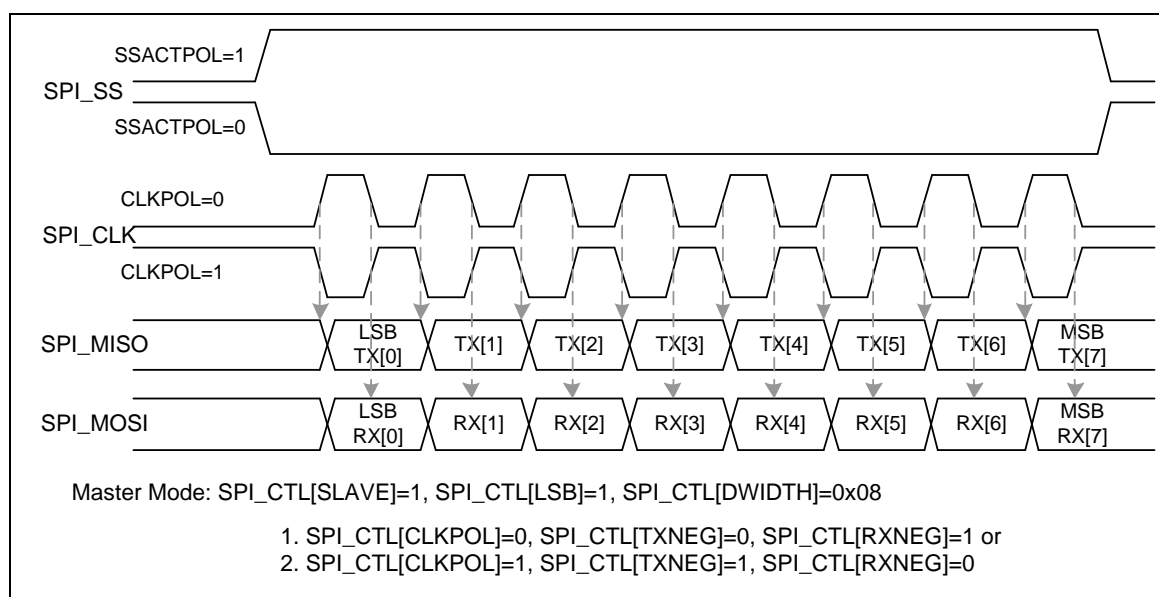 SSACTPOL=1
SPI_SS
SSACTPOL=0
CLKPOL=0
SPI_CLK
CLKPOL=1
SPI_MISO
LSB TX[0]
TX[1]
TX[2]
TX[3]
TX[4]
TX[5]
TX[6]
MSB TX[7]
SPI_MOSI
LSB RX[0]
RX[1]
RX[2]
RX[3]
RX[4]
RX[5]
RX[6]
MSB RX[7]
Master Mode: SPI_CTL[SLAVE]=1, SPI_CTL[LSB]=1, SPI_CTL[DWIDTH]=0x08
1. SPI_CTL[CLKPOL]=0, SPI_CTL[TXNEG]=0, SPI_CTL[RXNEG]=1 or
2. SPI_CTL[CLKPOL]=1, SPI_CTL[TXNEG]=1, SPI_CTL[RXNEG]=0